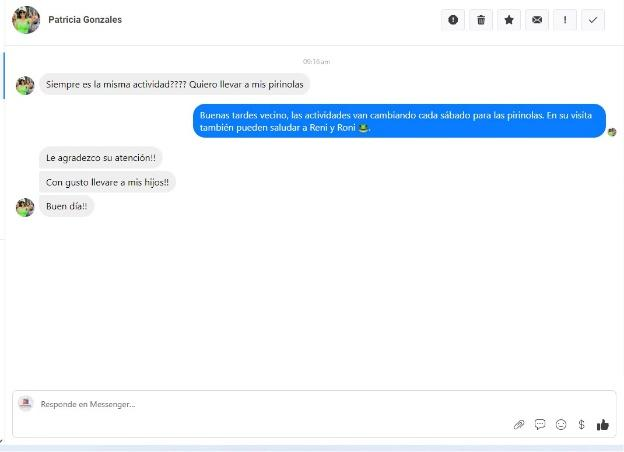 Patricia Gonzales
09:16am
Siempre es la misma actividad???? Quiero llevar a mis pirinolas
Buenas tardes vecino, las actividades van cambiando cada sábado para las pirinolas. En su visita
también pueden saludar a Reni y Roni
Le agradezco su atención!!
Con gusto llevare a mis hijos!!
Buen día!!
Responde en Messenger...